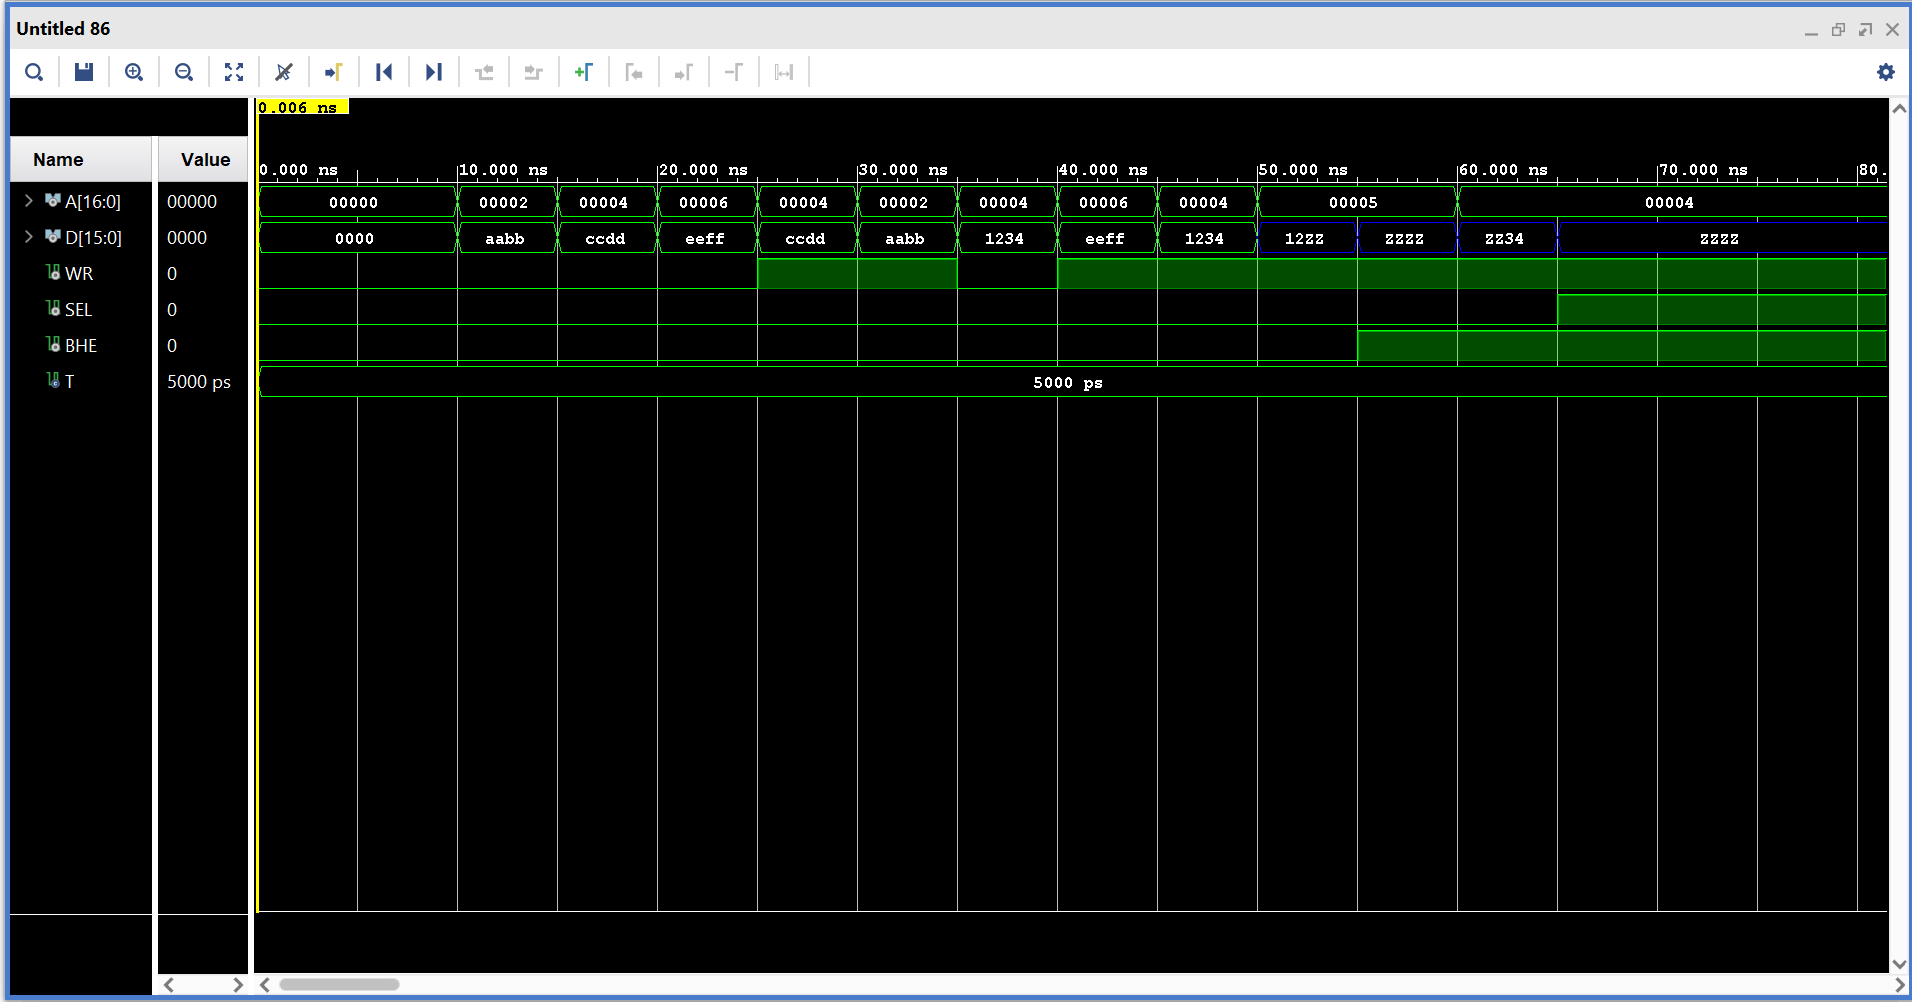 Untitled 86
0.006 ns
Name Value
0.000 ns 10.000 ns 20.000 ns 30.000 ns 40.000 ns 50.000 ns 60.000 ns 70.000 ns 80.
A[16:0] 00000 00000 00002 00004 00006 00004 00002 00004 00006 00004 00005 00004
D[15:0] 0000 0000 aabb ccdd eeff ccdd aabb 1234 eeff 1234 12zz zzzz zz34 zzzz
WR 0
SEL 0
BHE 0
T 5000 ps 5000 ps